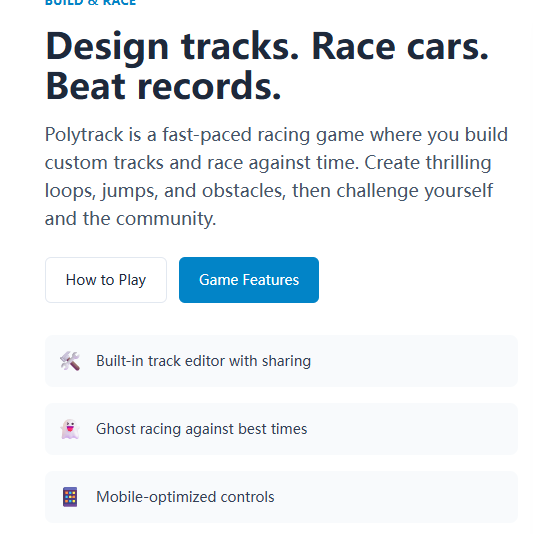 BUILD & RACE
Design tracks. Race cars.
Beat records.
Polytrack is a fast-paced racing game where you build
custom tracks and race against time. Create thrilling
loops, jumps, and obstacles, then challenge yourself
and the community.
How to Play
Game Features
Built-in track editor with sharing
Ghost racing against best times
Mobile-optimized controls